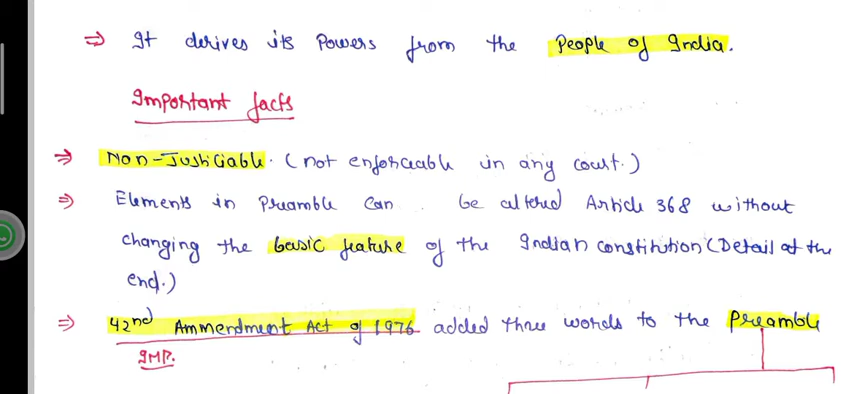 ⇒ It derives its Powers from the People of India.
Important facts
⇒ Non-Justiciable. (not enforceable in any court.)
⇒ Elements in Preamble can be altered Article 368 without
changing the basic feature of the Indian constitution (Detail at the
end.)
⇒ 42nd Ammendment Act of 1976 added three words to the Preamble
IMP.